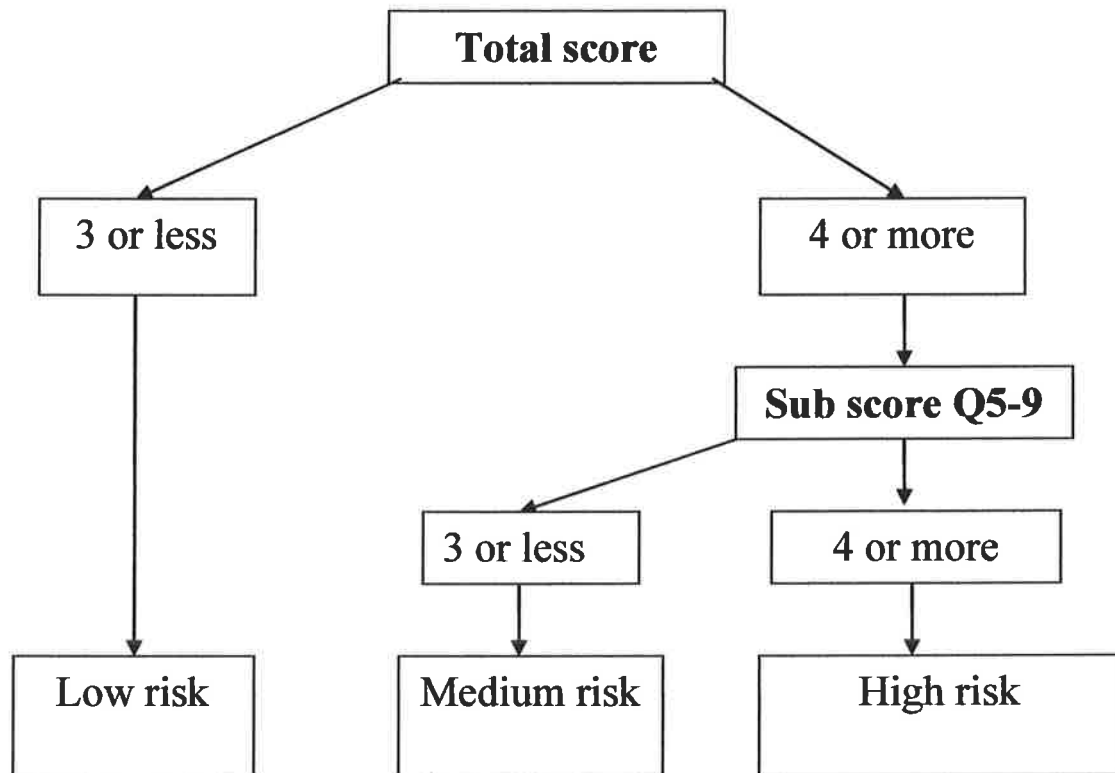 Total score
3 or less
4 or more
Sub score Q5-9
3 or less
4 or more
Low risk
Medium risk
High risk